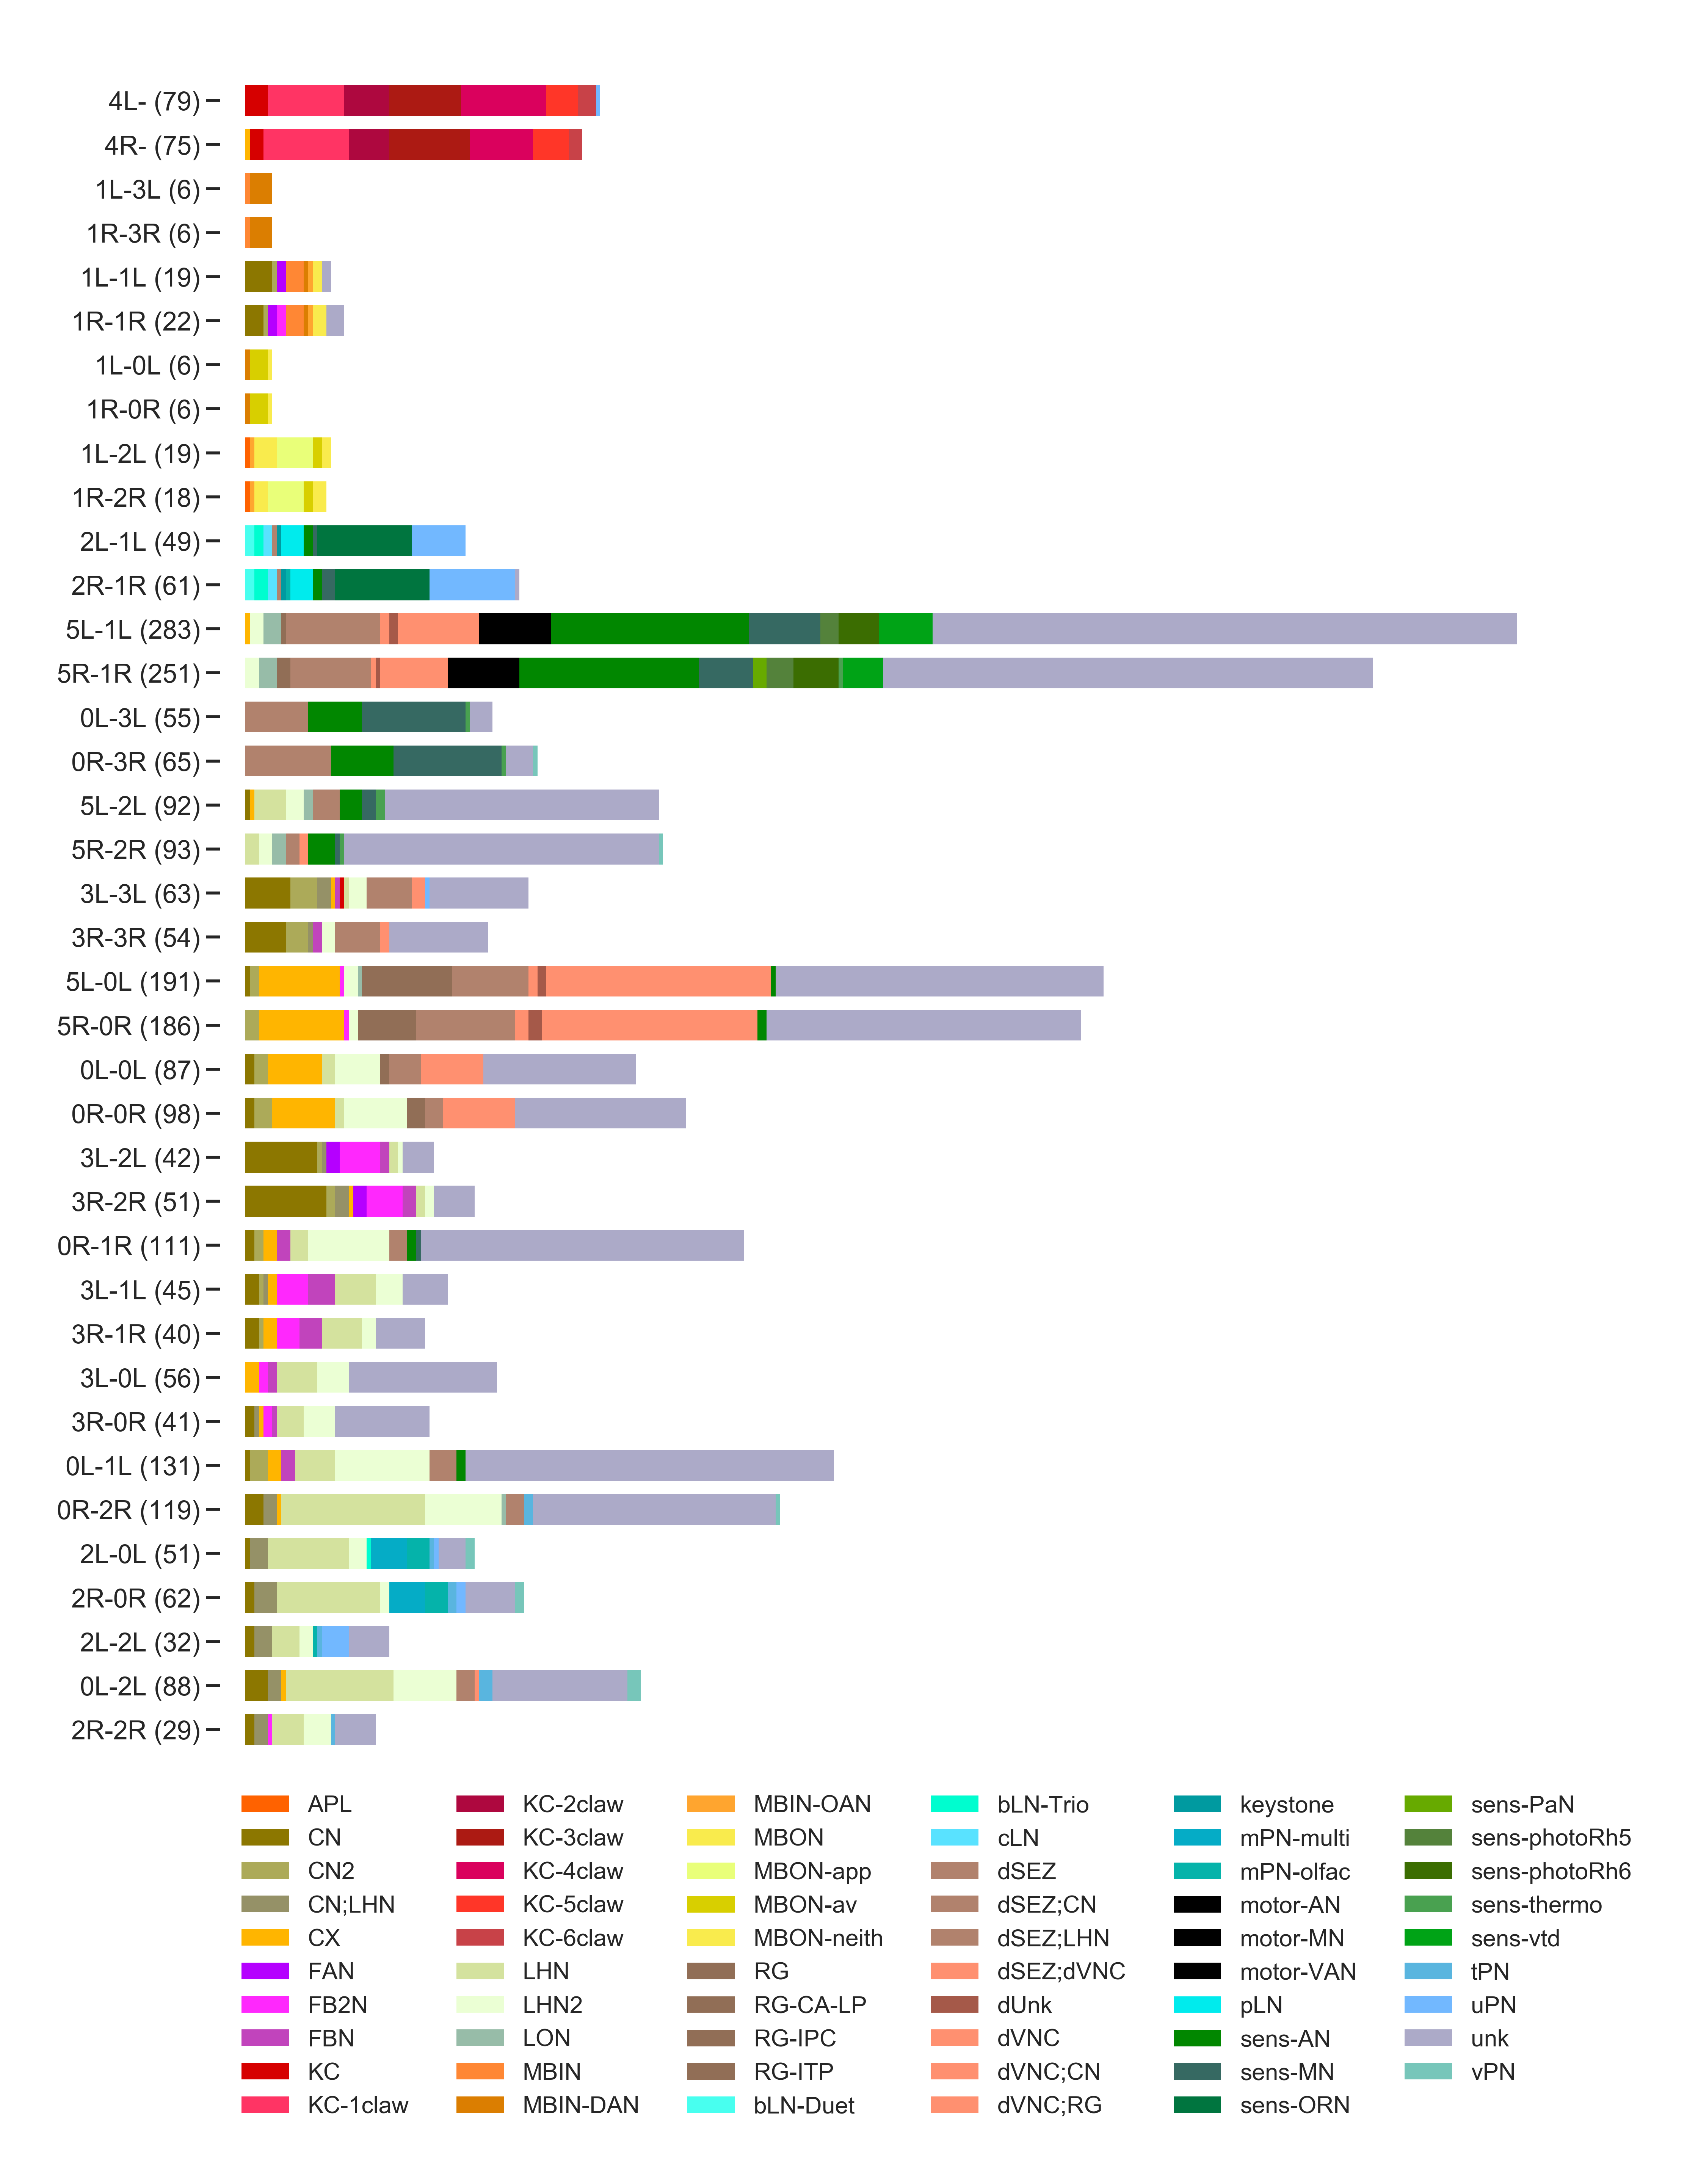 4L- (79)
4R- (75)
1L-3L (6)
1R-3R (6)
1L-1L (19)
1R-1R (22)
1L-0L (6)
1R-0R (6)
1L-2L (19)
1R-2R (18)
2L-1L (49)
2R-1R (61)
5L-1L (283)
5R-1R (251)
0L-3L (55)
0R-3R (65)
5L-2L (92)
5R-2R (93)
3L-3L (63)
3R-3R (54)
5L-0L (191)
5R-0R (186)
0L-0L (87)
0R-0R (98)
3L-2L (42)
3R-2R (51)
0R-1R (111)
3L-1L (45)
3R-1R (40)
3L-0L (56)
3R-0R (41)
0L-1L (131)
0R-2R (119)
2L-0L (51)
2R-0R (62)
2L-2L (32)
0L-2L (88)
2R-2R (29)
APL
CN
CN2
CN;LHN
CX
FAN
FB2N
FBN
KC
KC-1claw
KC-2claw
KC-3claw
KC-4claw
KC-5claw
KC-6claw
LHN
LHN2
LON
MBIN
MBIN-DAN
MBIN-OAN
MBON
MBON-app
MBON-av
MBON-neith
RG
RG-CA-LP
RG-IPC
RG-ITP
bLN-Duet
bLN-Trio
cLN
dSEZ
dSEZ;CN
dSEZ;LHN
dSEZ;dVNC
dUnk
dVNC
dVNC;CN
dVNC;RG
keystone
mPN-multi
mPN-olfac
motor-AN
motor-MN
motor-VAN
pLN
sens-AN
sens-MN
sens-ORN
sens-PaN
sens-photoRh5
sens-photoRh6
sens-thermo
sens-vtd
tPN
uPN
unk
vPN